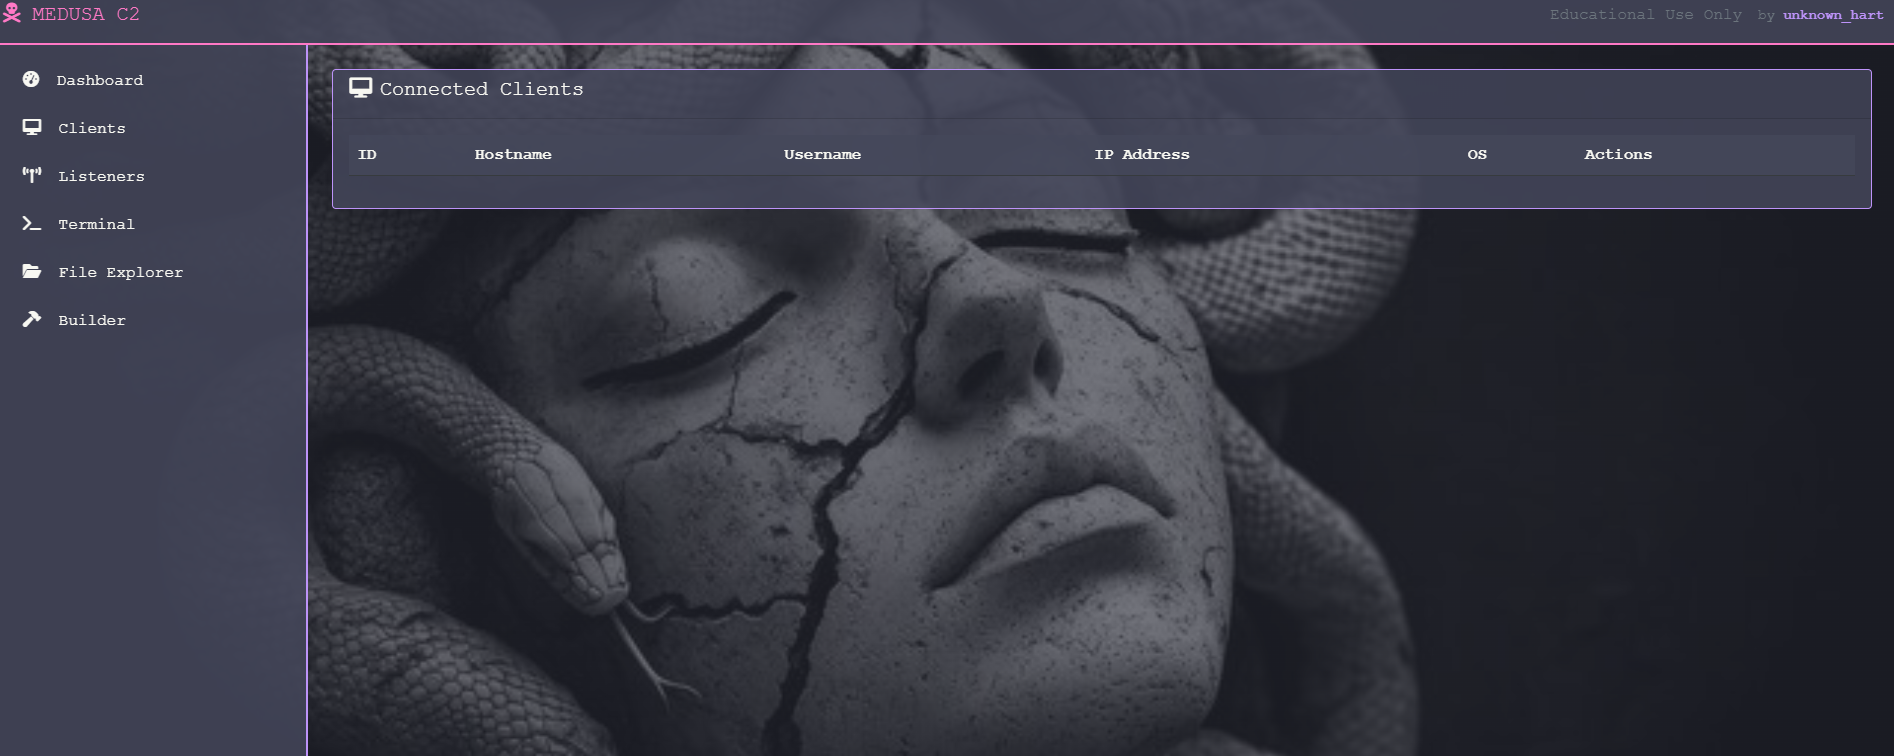 MEDUSA C2
Educational Use Only by unknown_hart
Dashboard
Clients
Listeners
Terminal
File Explorer
Builder
Connected Clients
ID Hostname Username IP Address OS Actions